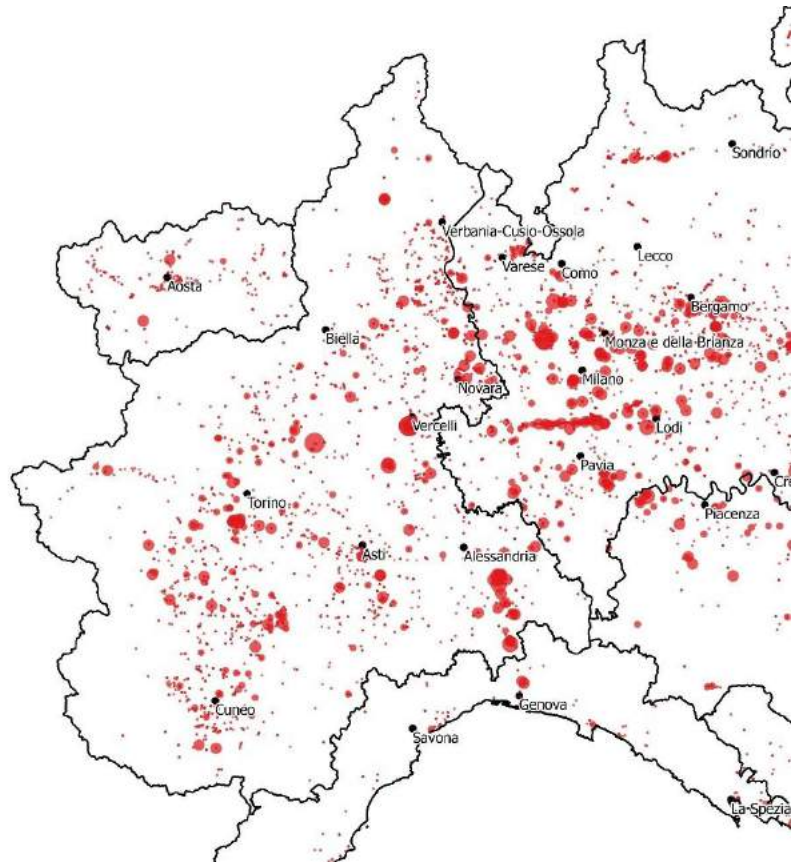 Sondrio
Verbania-Cusio-Ossola
Lecco
Varese
Como
Aosta
Bergamo
Biella
Monza e della Brianza
Milano
Novara
Vercelli
Lodi
Pavia
Cre
Torino
Piacenza
Asti
Alessandria
Cuneo
Genova
Savona
La-Spezia